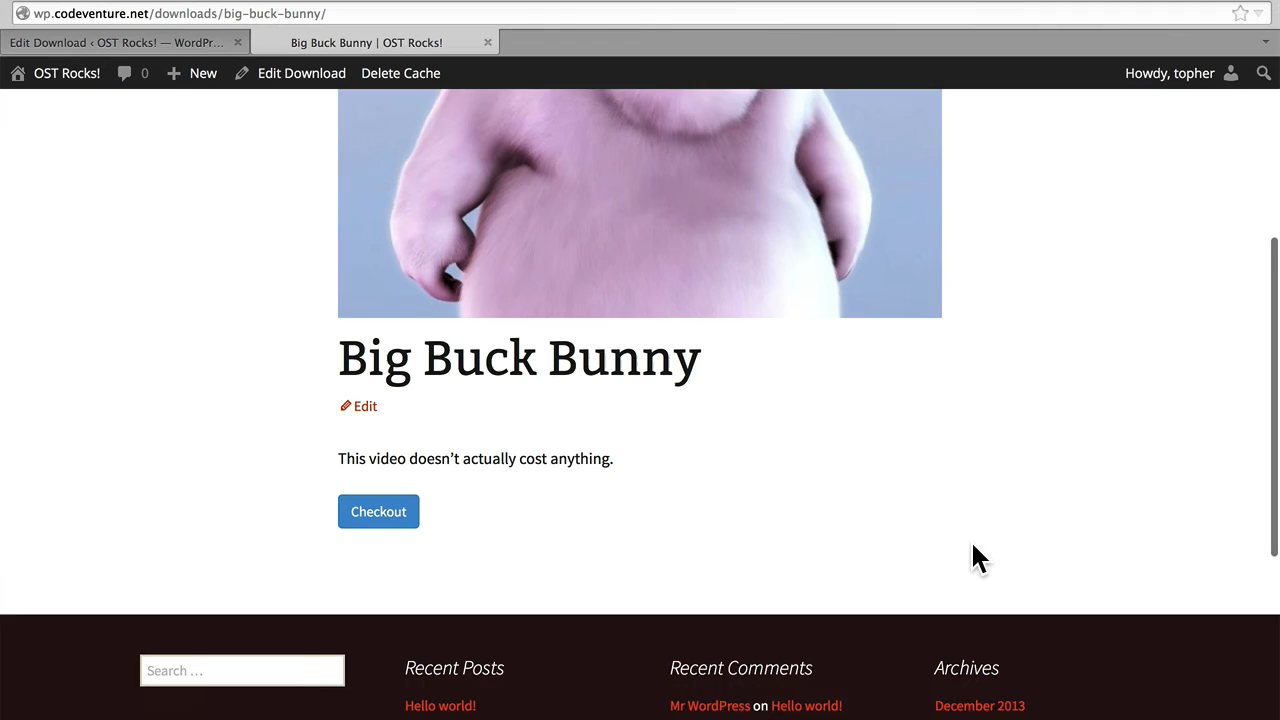 wp.codeventure.net/downloads/big-buck-bunny/
Edit Download ‹ OST Rocks! — WordPr...
Big Buck Bunny | OST Rocks!
OST Rocks! 0 New Edit Download Delete Cache Howdy, topher
Big Buck Bunny
Edit
This video doesn’t actually cost anything.
Checkout
Search …
Recent Posts
Hello world!
Recent Comments
Mr WordPress on Hello world!
Archives
December 2013